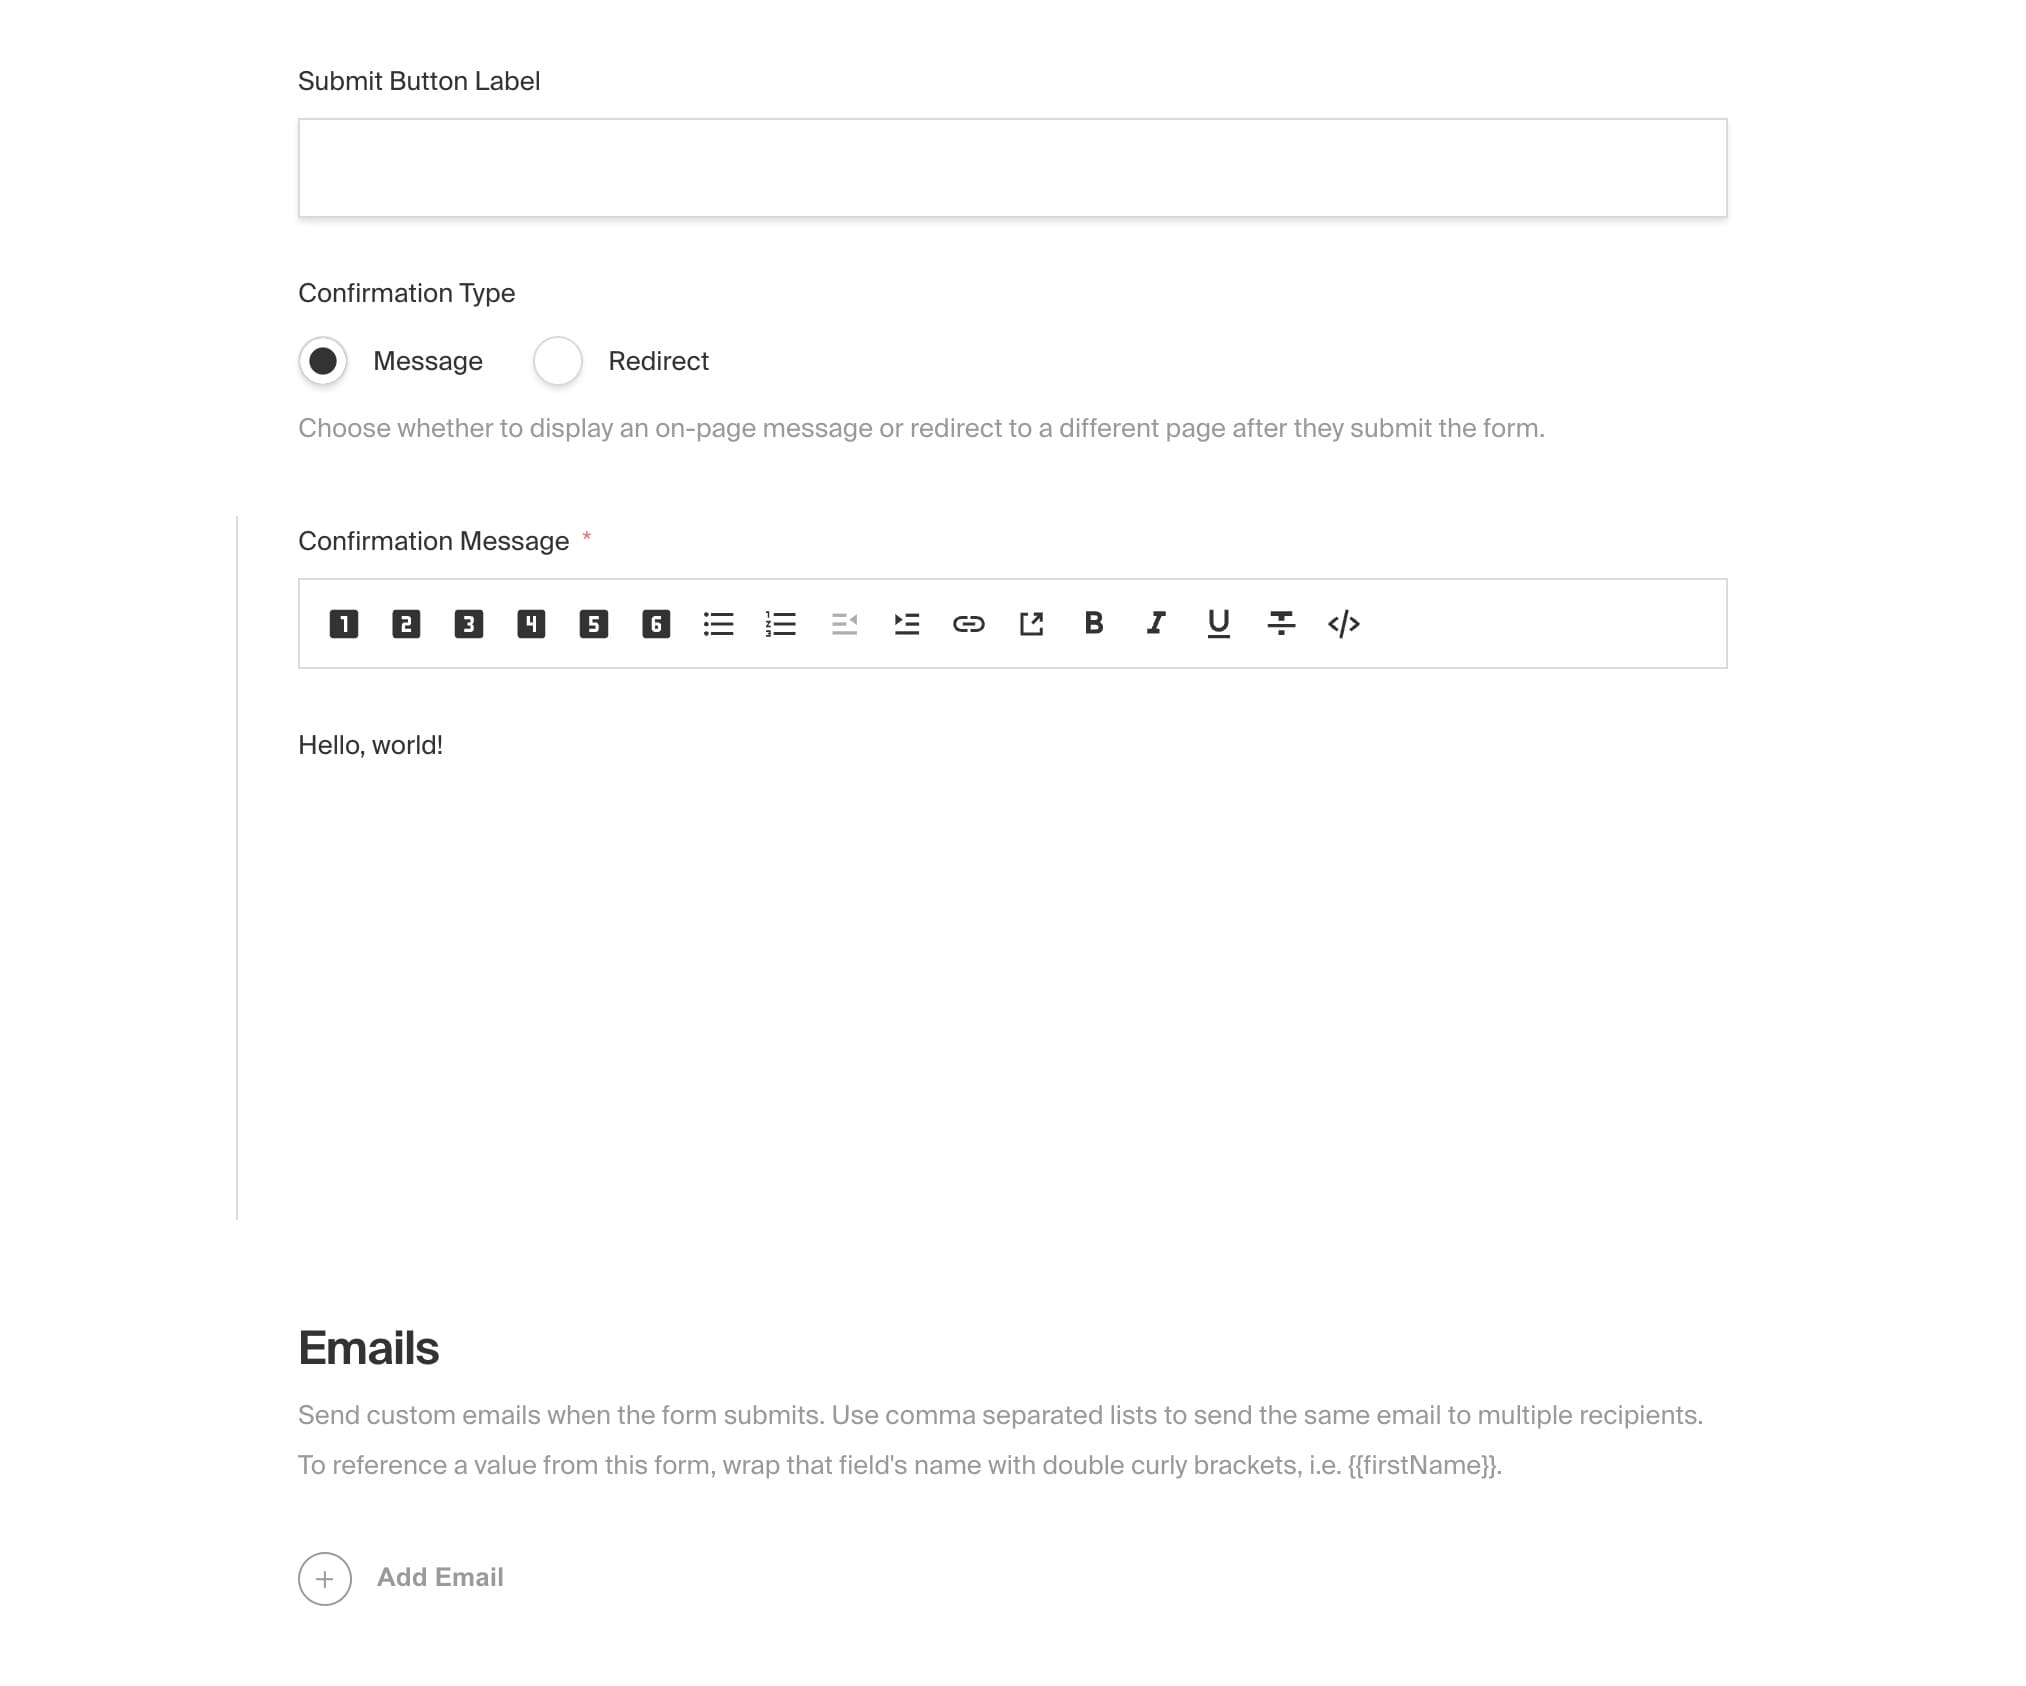 Submit Button Label
Confirmation Type
Message Redirect
Choose whether to display an on-page message or redirect to a different page after they submit the form.
Confirmation Message *
1 2 3 4 5 6 B I U </>
Hello, world!
Emails
Send custom emails when the form submits. Use comma separated lists to send the same email to multiple recipients.
To reference a value from this form, wrap that field's name with double curly brackets, i.e. {{firstName}}.
Add Email